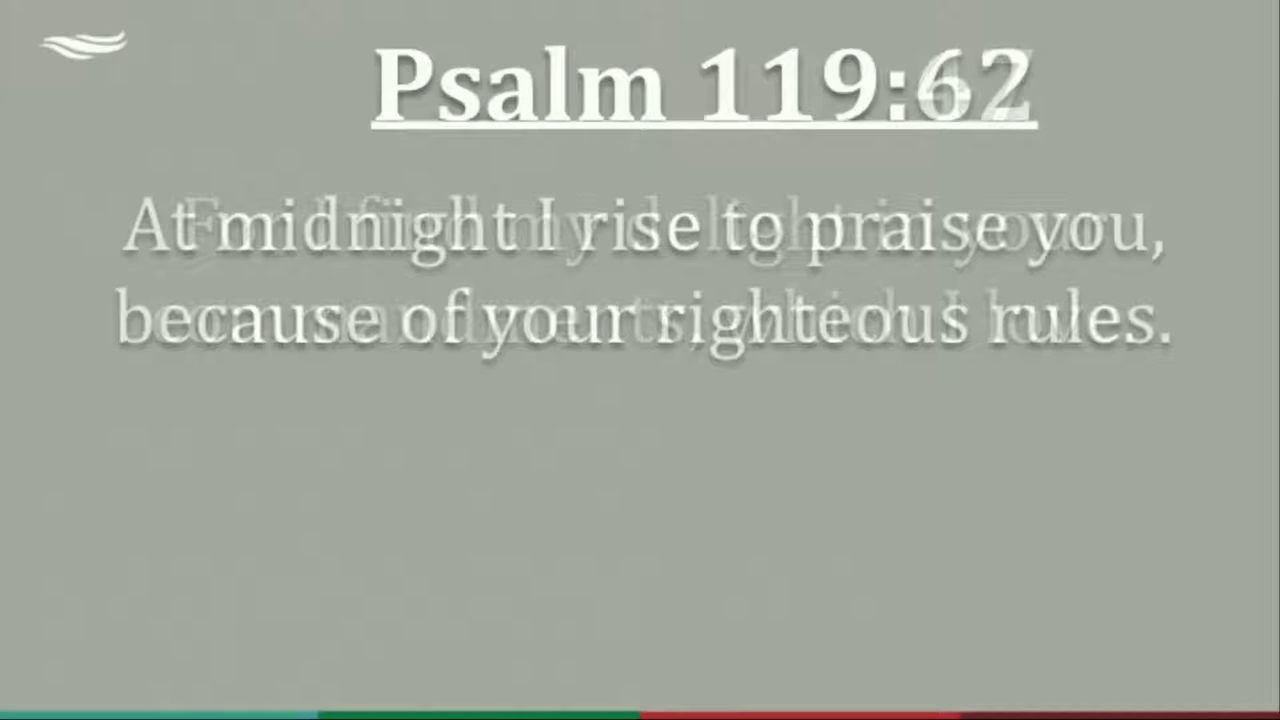 Psalm 119:62
At midnight I rise to praise you,
because of your righteous rules.